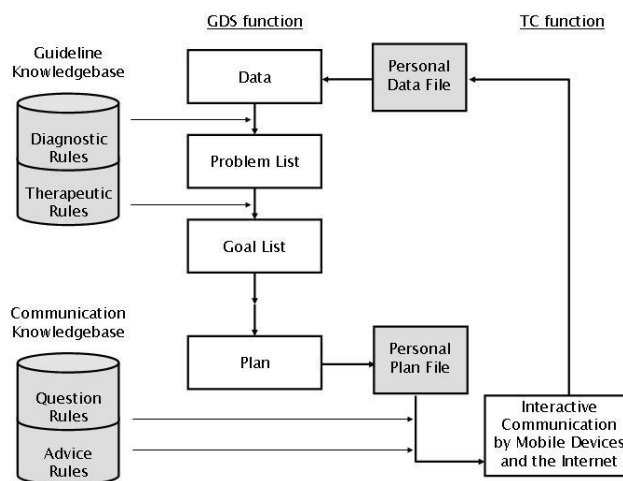 GDS function
TC function
Guideline
Knowledgebase
Data
Personal
Data File
Diagnostic
Rules
Problem List
Therapeutic
Rules
Goal List
Communication
Knowledgebase
Plan
Personal
Plan File
Question
Rules
Advice
Rules
Interactive
Communication
by Mobile Devices
and the Internet